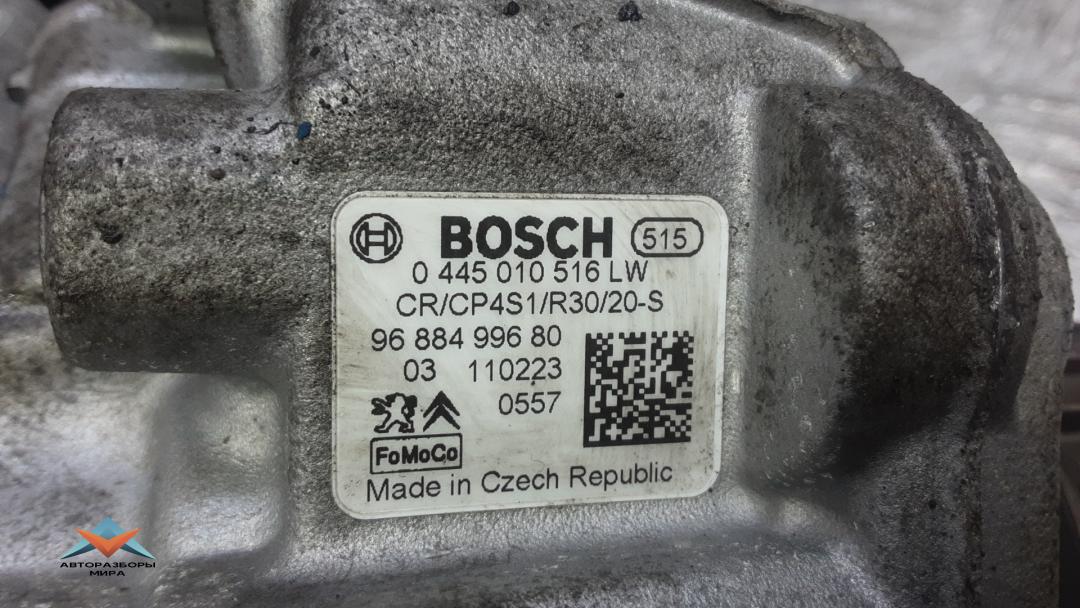 BOSCH 515
0 445 010 516 LW
CR/CP4S1/R30/20-S
96 884 996 80
03 110223
0557
FoMoCo
Made in Czech Republic
АВТОРАЗБОРЫ
МИРА